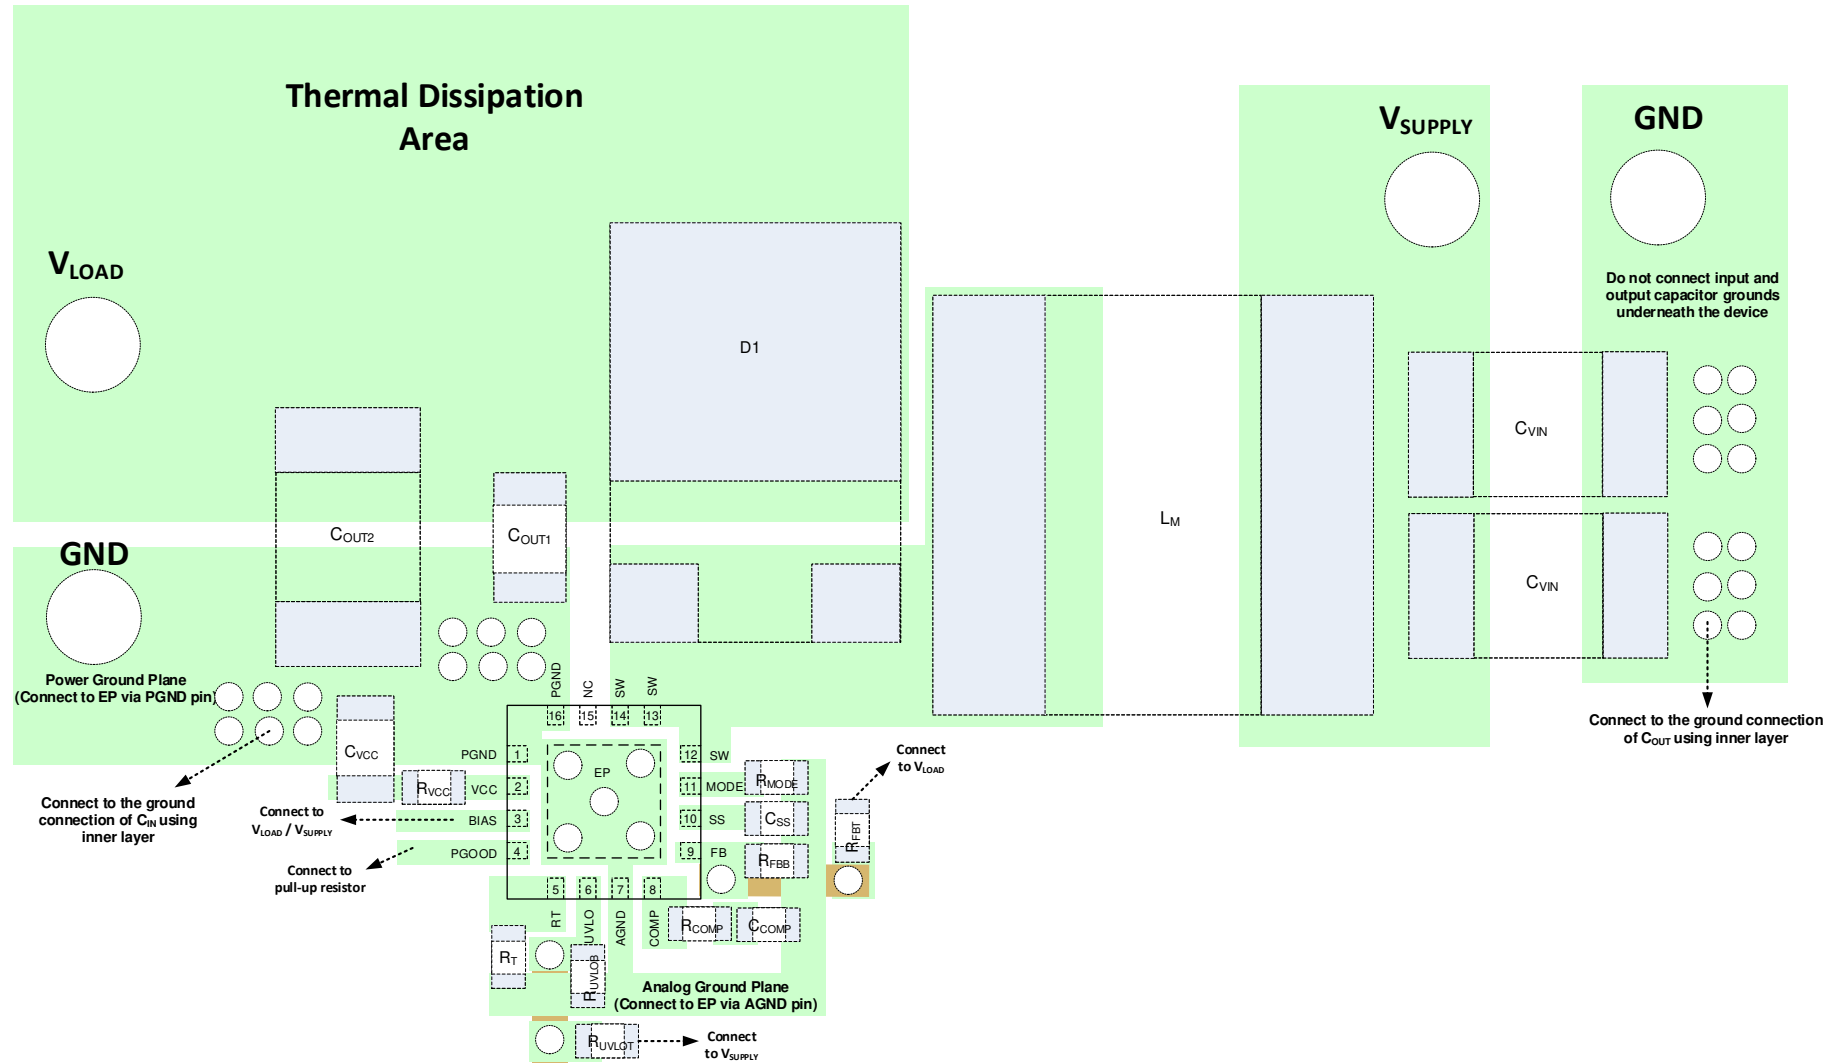 Thermal Dissipation
Area
VSUPPLY
GND
VLOAD
Do not connect input and
output capacitor grounds
underneath the device
D1
CVIN
LM
COUT2
COUT1
GND
CVIN
Power Ground Plane
(Connect to EP via PGND pin)
PGND
NC
SW
SW
16
15
14
13
Connect to the ground connection
of COUT using inner layer
CVCC
PGND
1
EP
12
SW
Connect
to VLOAD
RVCC
VCC
2
11
MODE
RMODE
Connect to the ground
connection of CIN using
inner layer
Connect to
VLOAD / VSUPPLY
BIAS
3
10
SS
CSS
RFBT
PGOOD
4
9
FB
RFBB
Connect to
pull-up resistor
5
6
7
8
RT
UVLO
AGND
COMP
RCOMP
CCOMP
RT
RUVLOB
Analog Ground Plane
(Connect to EP via AGND pin)
RUVLOT
Connect
to VSUPPLY